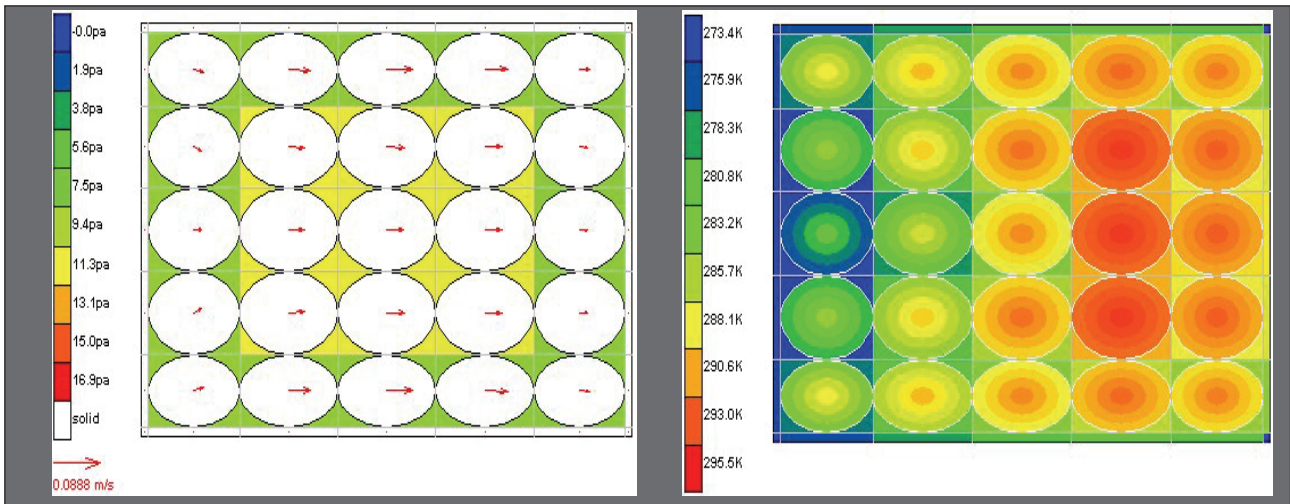 -0.0pa
1.9pa
3.8pa
5.6pa
7.5pa
9.4pa
11.3pa
13.1pa
15.0pa
16.9pa
solid
0.0888 m/s
273.4K
275.9K
278.3K
280.8K
283.2K
285.7K
288.1K
290.6K
293.0K
295.5K